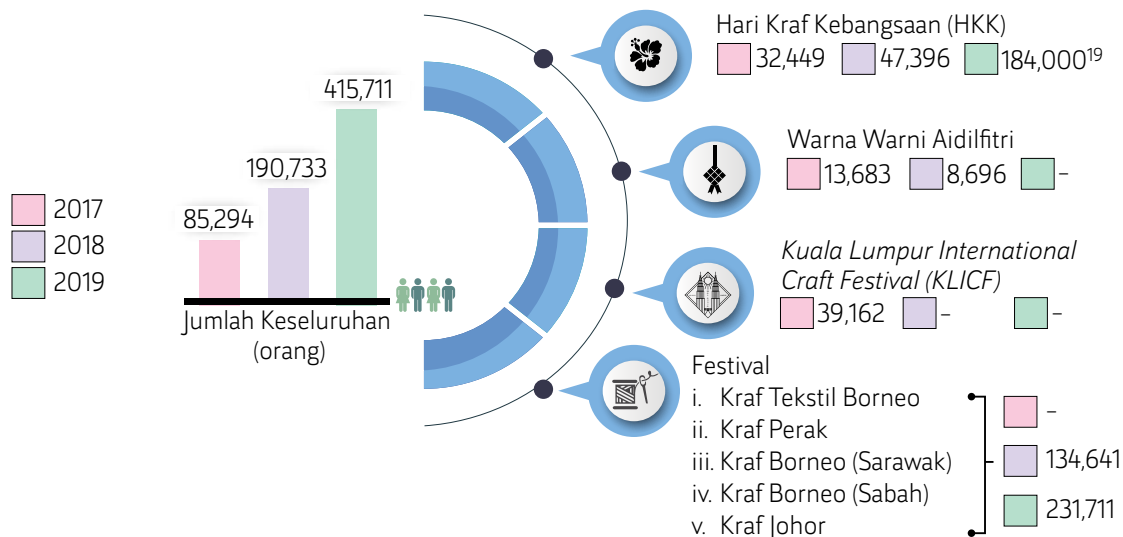 2017
2018
2019
85,294
190,733
415,711
Jumlah Keseluruhan
(orang)
Hari Kraf Kebangsaan (HKK)
32,449 47,396 184,000¹⁹
Warna Warni Aidilfitri
13,683 8,696 –
Kuala Lumpur International
Craft Festival (KLICF)
39,162 – –
Festival
i. Kraf Tekstil Borneo
ii. Kraf Perak
iii. Kraf Borneo (Sarawak)
iv. Kraf Borneo (Sabah)
v. Kraf Johor
–
134,641
231,711